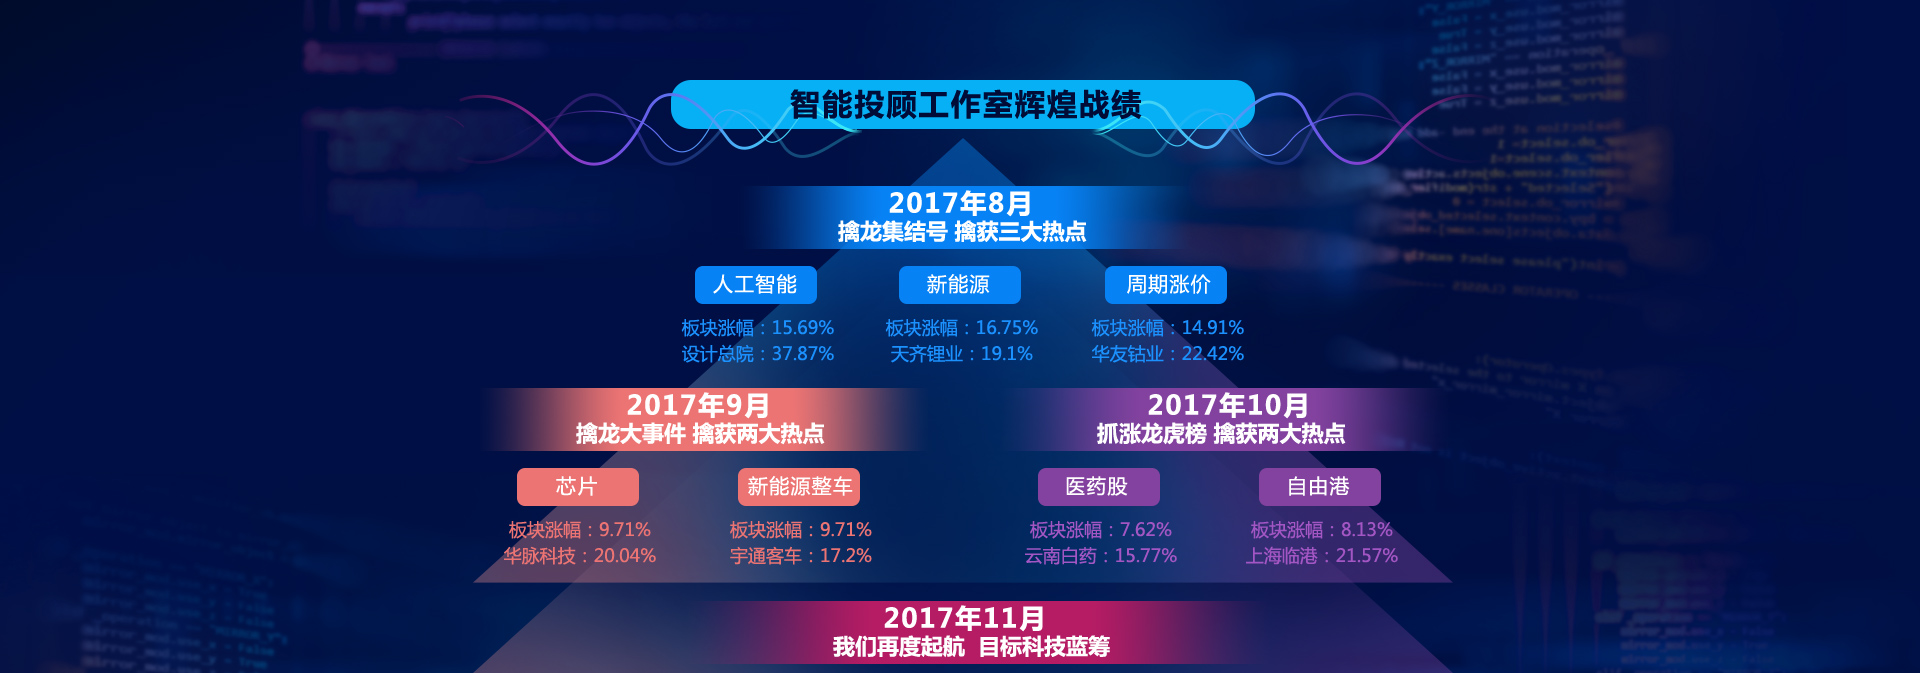 智能投顾工作室辉煌战绩
2017年8月
擒龙集结号 擒获三大热点
人工智能
新能源
周期涨价
板块涨幅：15.69%
板块涨幅：16.75%
板块涨幅：14.91%
设计总院：37.87%
天齐锂业：19.1%
华友钴业：22.42%
2017年9月
擒龙大事件 擒获两大热点
2017年10月
抓涨龙虎榜 擒获两大热点
芯片
新能源整车
医药股
自由港
板块涨幅：9.71%
板块涨幅：9.71%
板块涨幅：7.62%
板块涨幅：8.13%
华脉科技：20.04%
宇通客车：17.2%
云南白药：15.77%
上海临港：21.57%
2017年11月
我们再度起航 目标科技蓝筹